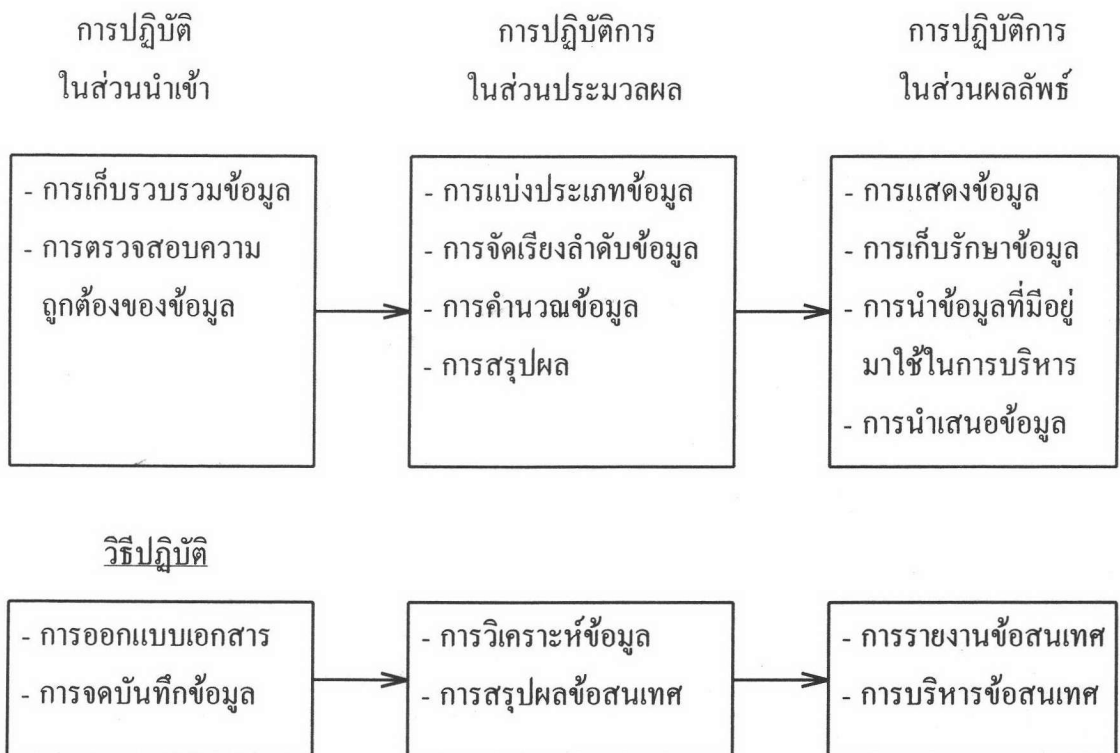 การปฏิบัติ
ในส่วนนำเข้า
การปฏิบัติการ
ในส่วนประมวลผล
การปฏิบัติการ
ในส่วนผลลัพธ์
- การเก็บรวบรวมข้อมูล
- การตรวจสอบความ
ถูกต้องของข้อมูล
- การแบ่งประเภทข้อมูล
- การจัดเรียงลำดับข้อมูล
- การคำนวณข้อมูล
- การสรุปผล
- การแสดงข้อมูล
- การเก็บรักษาข้อมูล
- การนำข้อมูลที่มีอยู่
มาใช้ในการบริหาร
- การนำเสนอข้อมูล
วิธีปฏิบัติ
- การออกแบบเอกสาร
- การจดบันทึกข้อมูล
- การวิเคราะห์ข้อมูล
- การสรุปผลข้อสนเทศ
- การรายงานข้อสนเทศ
- การบริหารข้อสนเทศ